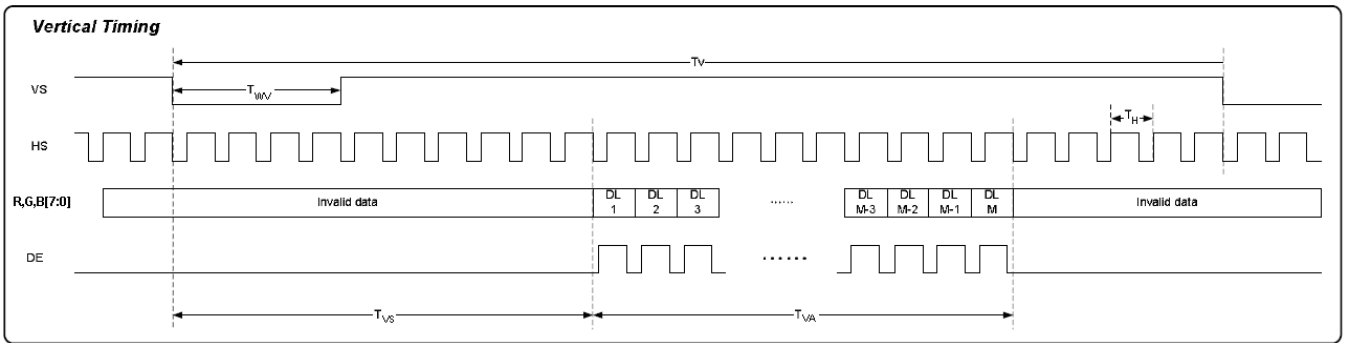 Vertical Timing
Tv
VS
TWV
TH
HS
R,G,B[7:0]
Invalid data
DL 1
DL 2
DL 3
......
DL M-3
DL M-2
DL M-1
DL M
Invalid data
DE
......
TVS
TVA